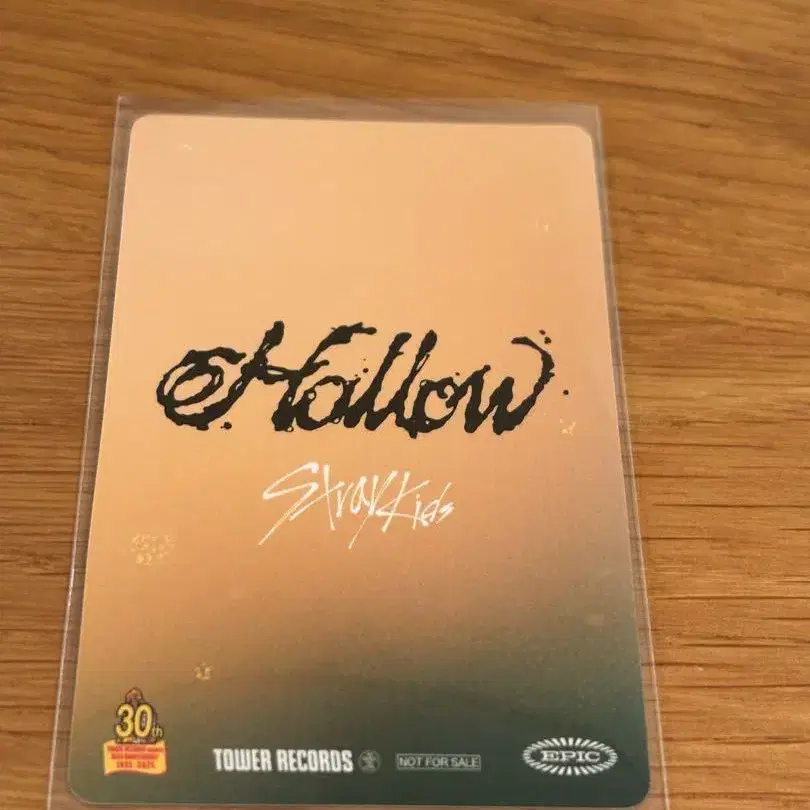 Hollow
Stray Kids
30th
TOWER RECORDS
NOT FOR SALE
EPIC